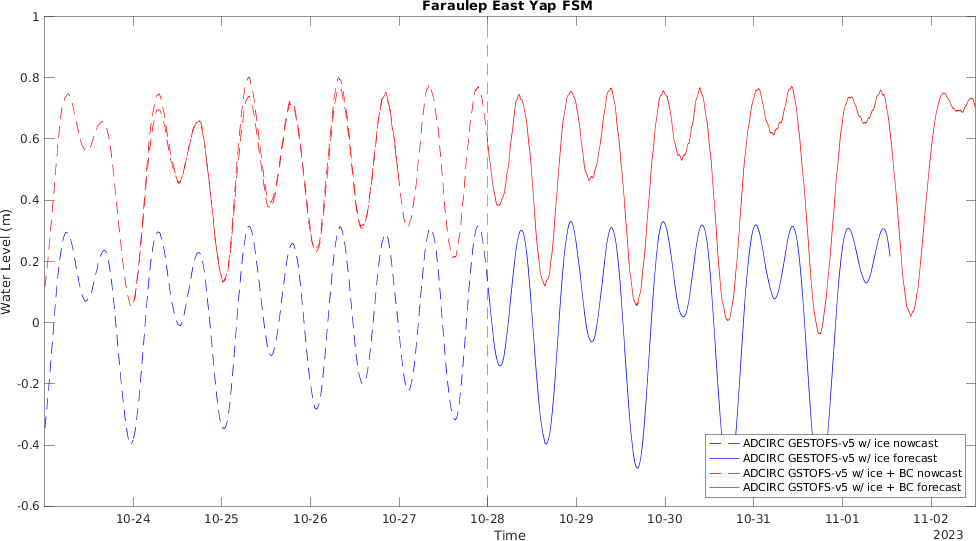 Faraulep East Yap FSM
1
0.8
0.6
0.4
0.2
0
-0.2
-0.4
-0.6
Water Level (m)
10-24 10-25 10-26 10-27 10-28 10-29 10-30 10-31 11-01 11-02
Time
2023
ADCIRC GESTOFS-v5 w/ ice nowcast
ADCIRC GESTOFS-v5 w/ ice forecast
ADCIRC GSTOFS-v5 w/ ice + BC nowcast
ADCIRC GSTOFS-v5 w/ ice + BC forecast